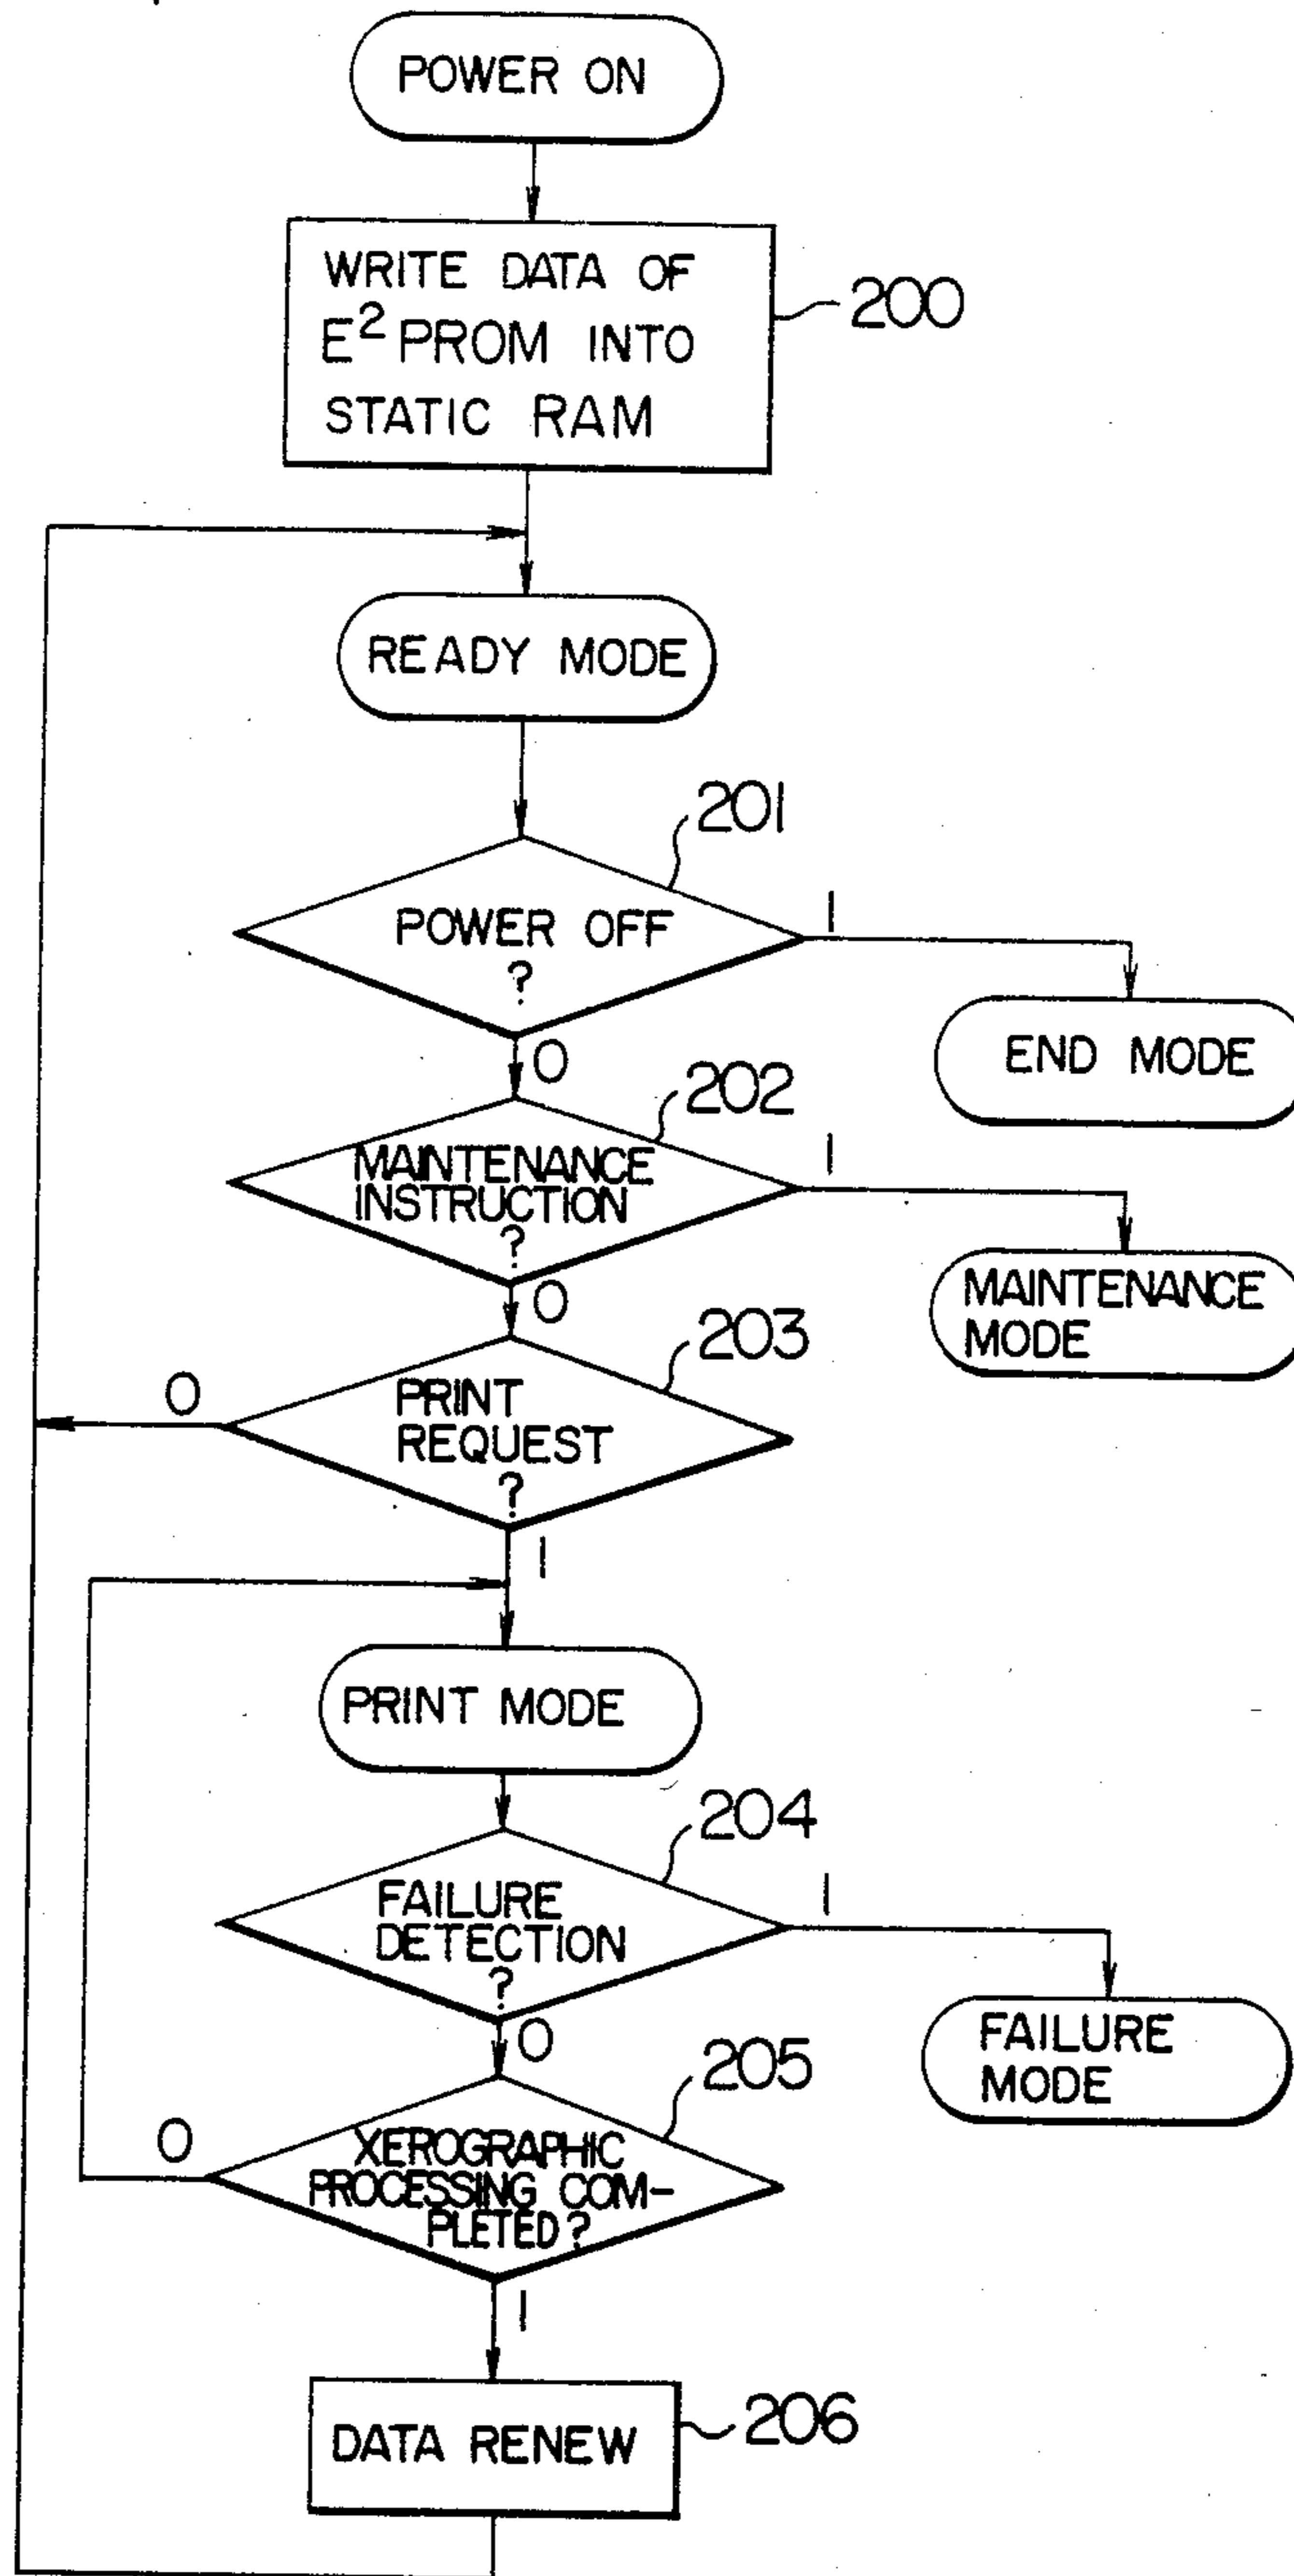 POWER ON
WRITE DATA OF
E² PROM INTO
STATIC RAM
200
READY MODE
201
POWER OFF
?
1
0
END MODE
202
MAINTENANCE
INSTRUCTION
?
1
0
MAINTENANCE
MODE
203
PRINT
REQUEST
?
0
1
PRINT MODE
204
FAILURE
DETECTION
?
1
0
FAILURE
MODE
205
XEROGRAPHIC
PROCESSING COM-
PLETED?
0
1
DATA RENEW
206